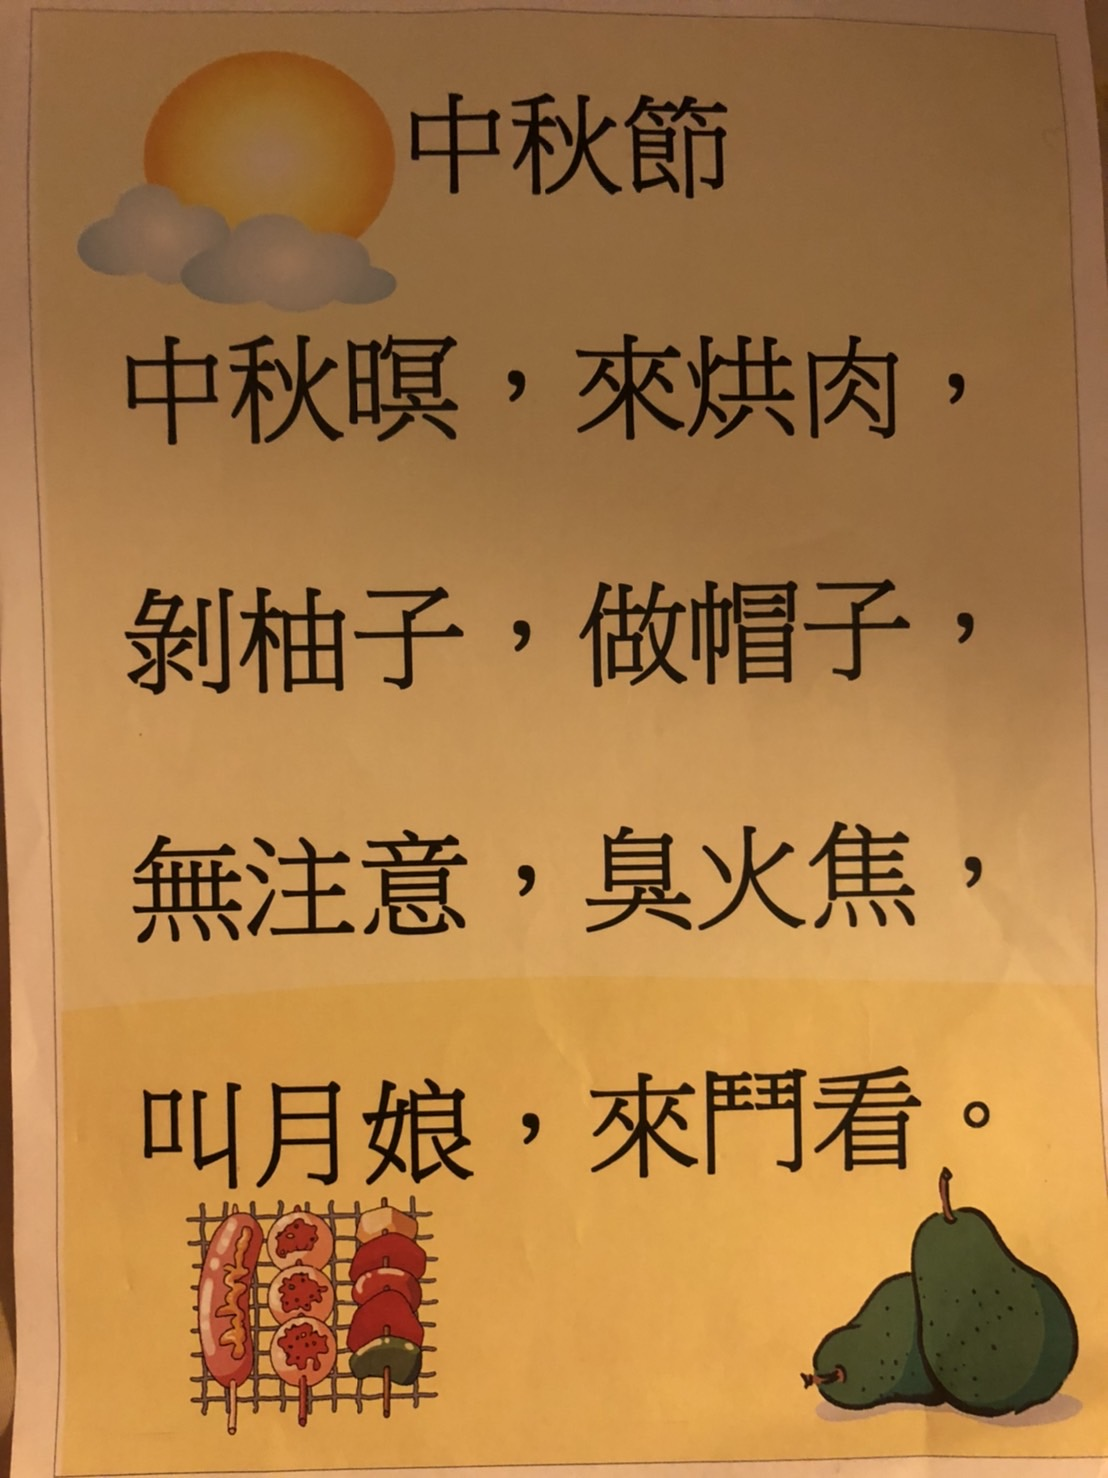 中秋節
中秋暝，來烘肉，
剝柚子，做帽子，
無注意，臭火焦，
叫月娘，來鬥看。